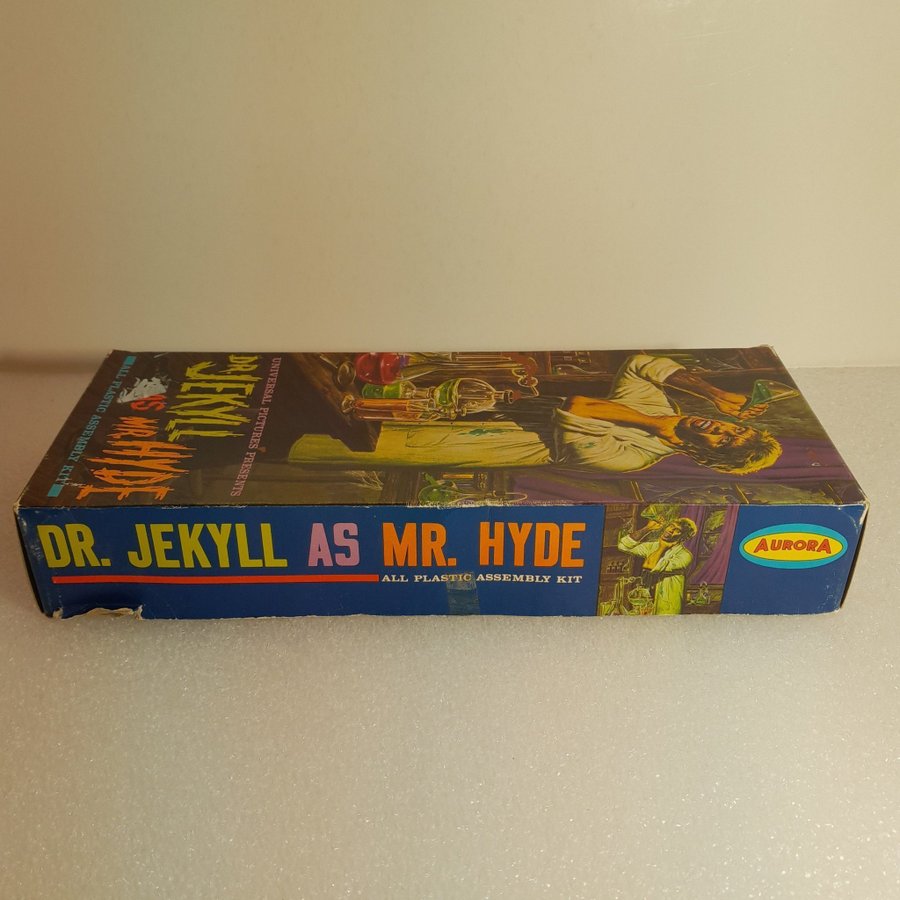 UNIVERSAL PICTURES PRESENTS
DR. JEKYLL
AS MR. HYDE
ALL PLASTIC ASSEMBLY KIT
DR. JEKYLL AS MR. HYDE
ALL PLASTIC ASSEMBLY KIT
AURORA